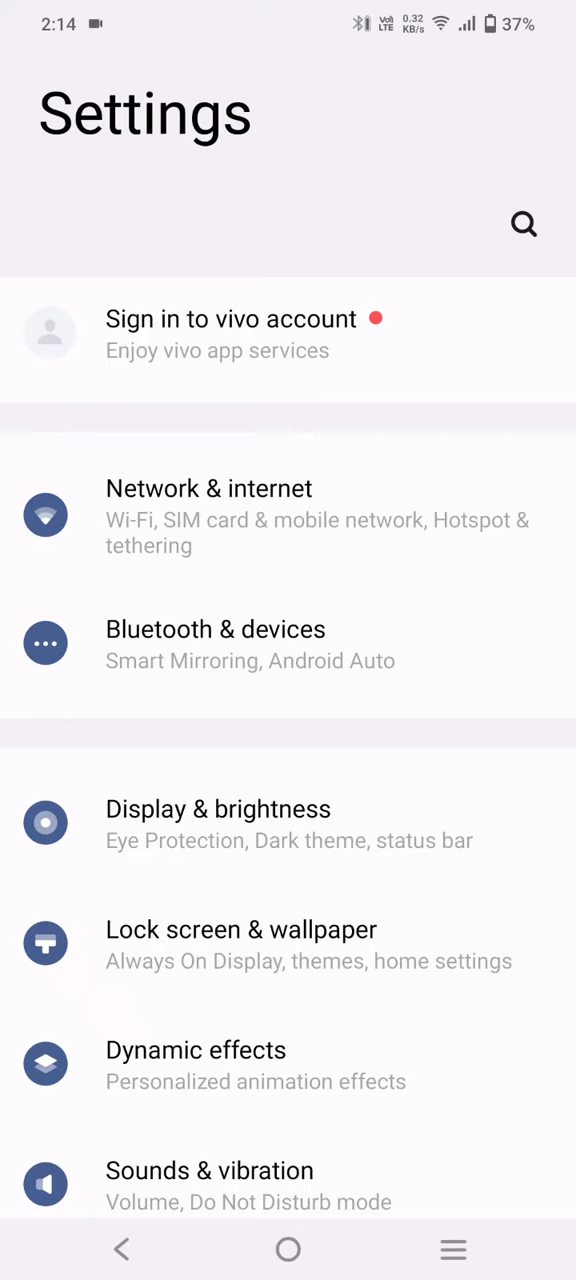 2:14
Vo)) LTE
0.32 KB/s
37%
Settings
Sign in to vivo account
Enjoy vivo app services
Network & internet
Wi-Fi, SIM card & mobile network, Hotspot &
tethering
Bluetooth & devices
Smart Mirroring, Android Auto
Display & brightness
Eye Protection, Dark theme, status bar
Lock screen & wallpaper
Always On Display, themes, home settings
Dynamic effects
Personalized animation effects
Sounds & vibration
Volume, Do Not Disturb mode